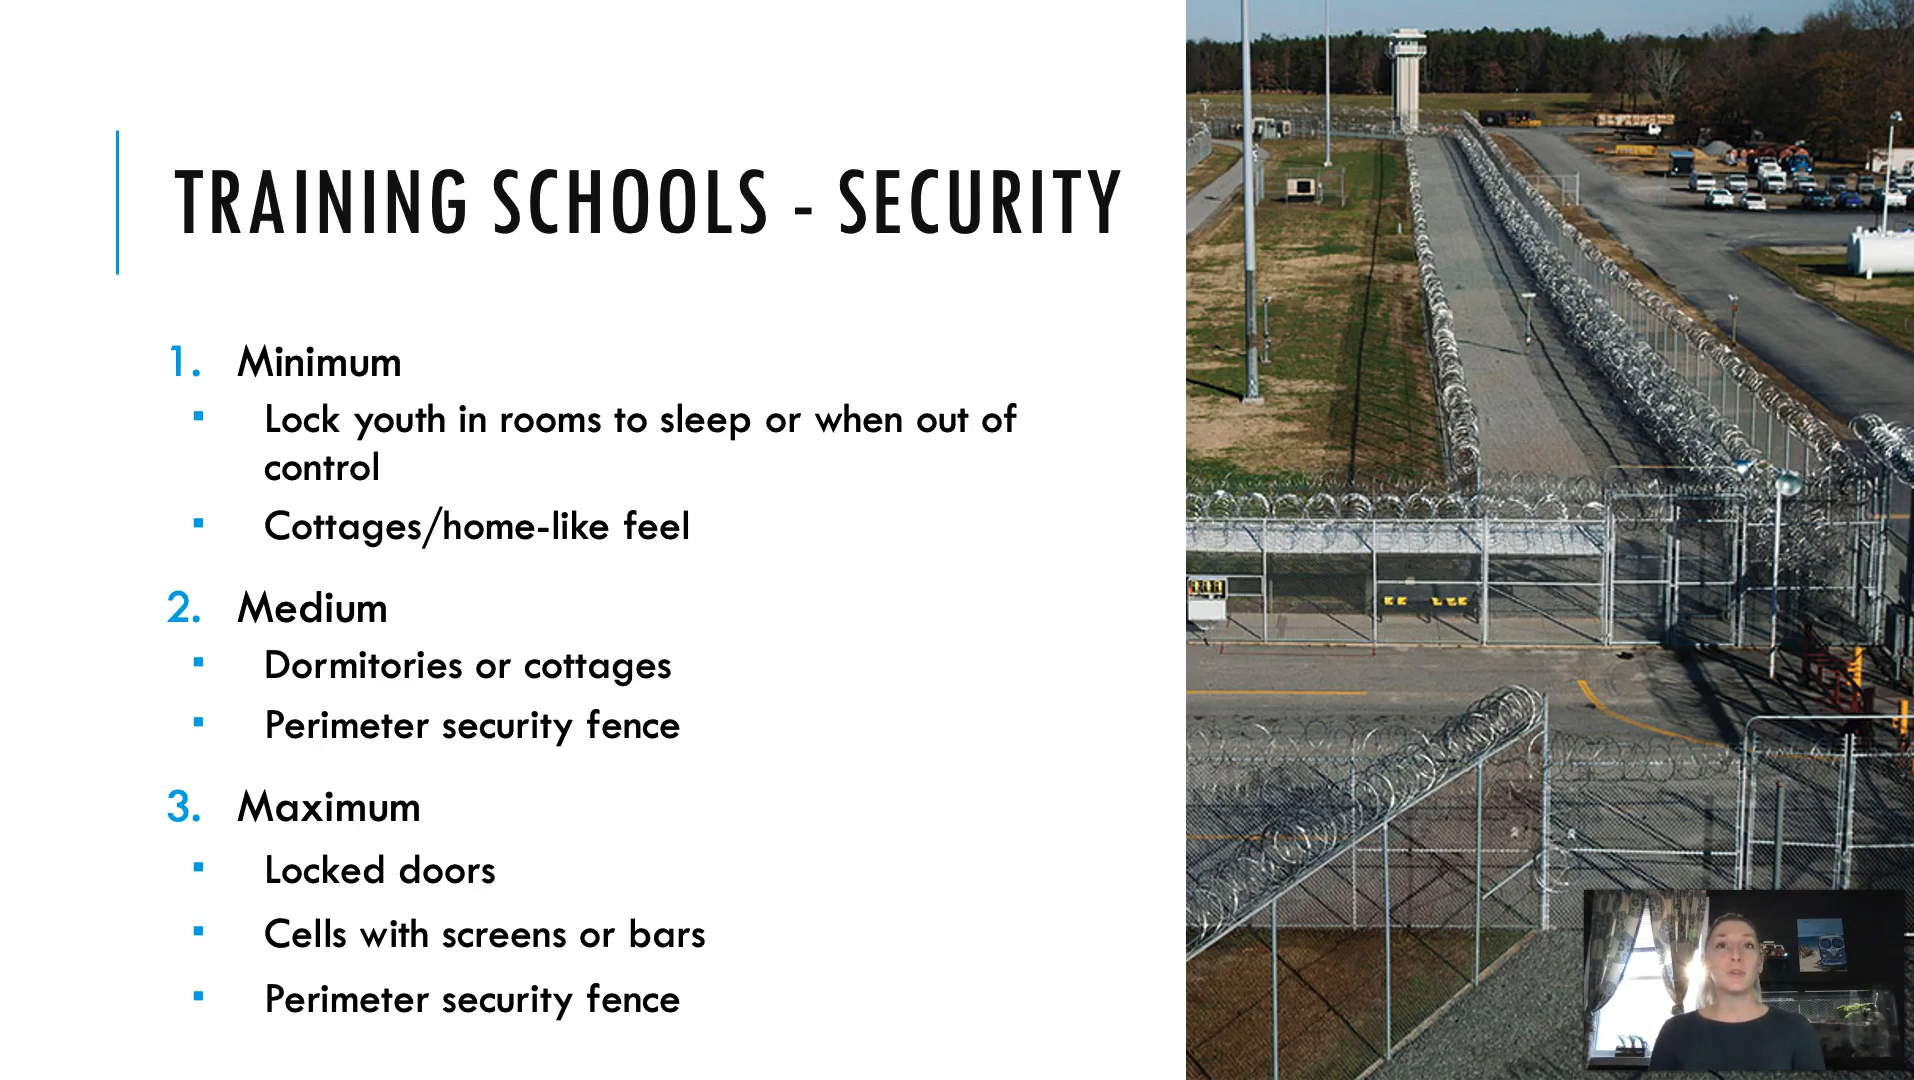 TRAINING SCHOOLS - SECURITY
1. Minimum
▪ Lock youth in rooms to sleep or when out of
control
▪ Cottages/home-like feel
2. Medium
▪ Dormitories or cottages
▪ Perimeter security fence
3. Maximum
▪ Locked doors
▪ Cells with screens or bars
▪ Perimeter security fence